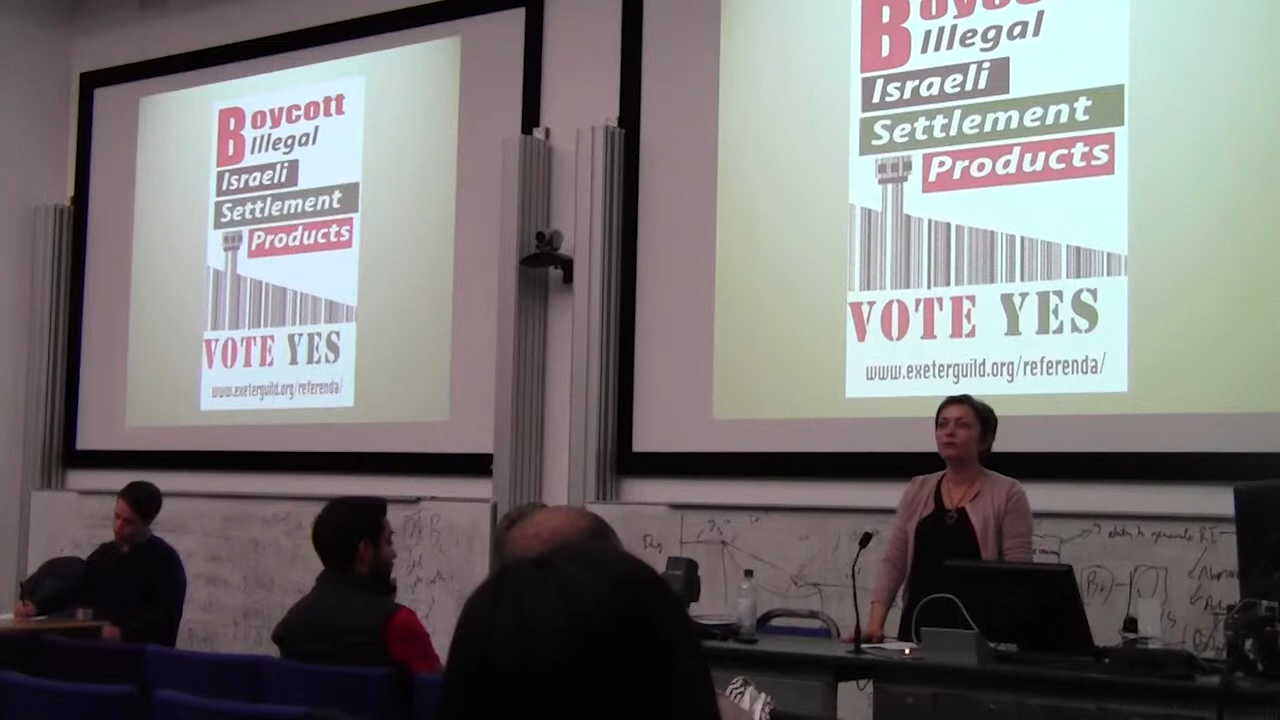 Boycott
Illegal
Israeli
Settlement
Products
VOTE YES
www.exeterguild.org/referenda/
Boycott
Illegal
Israeli
Settlement
Products
VOTE YES
www.exeterguild.org/referenda/